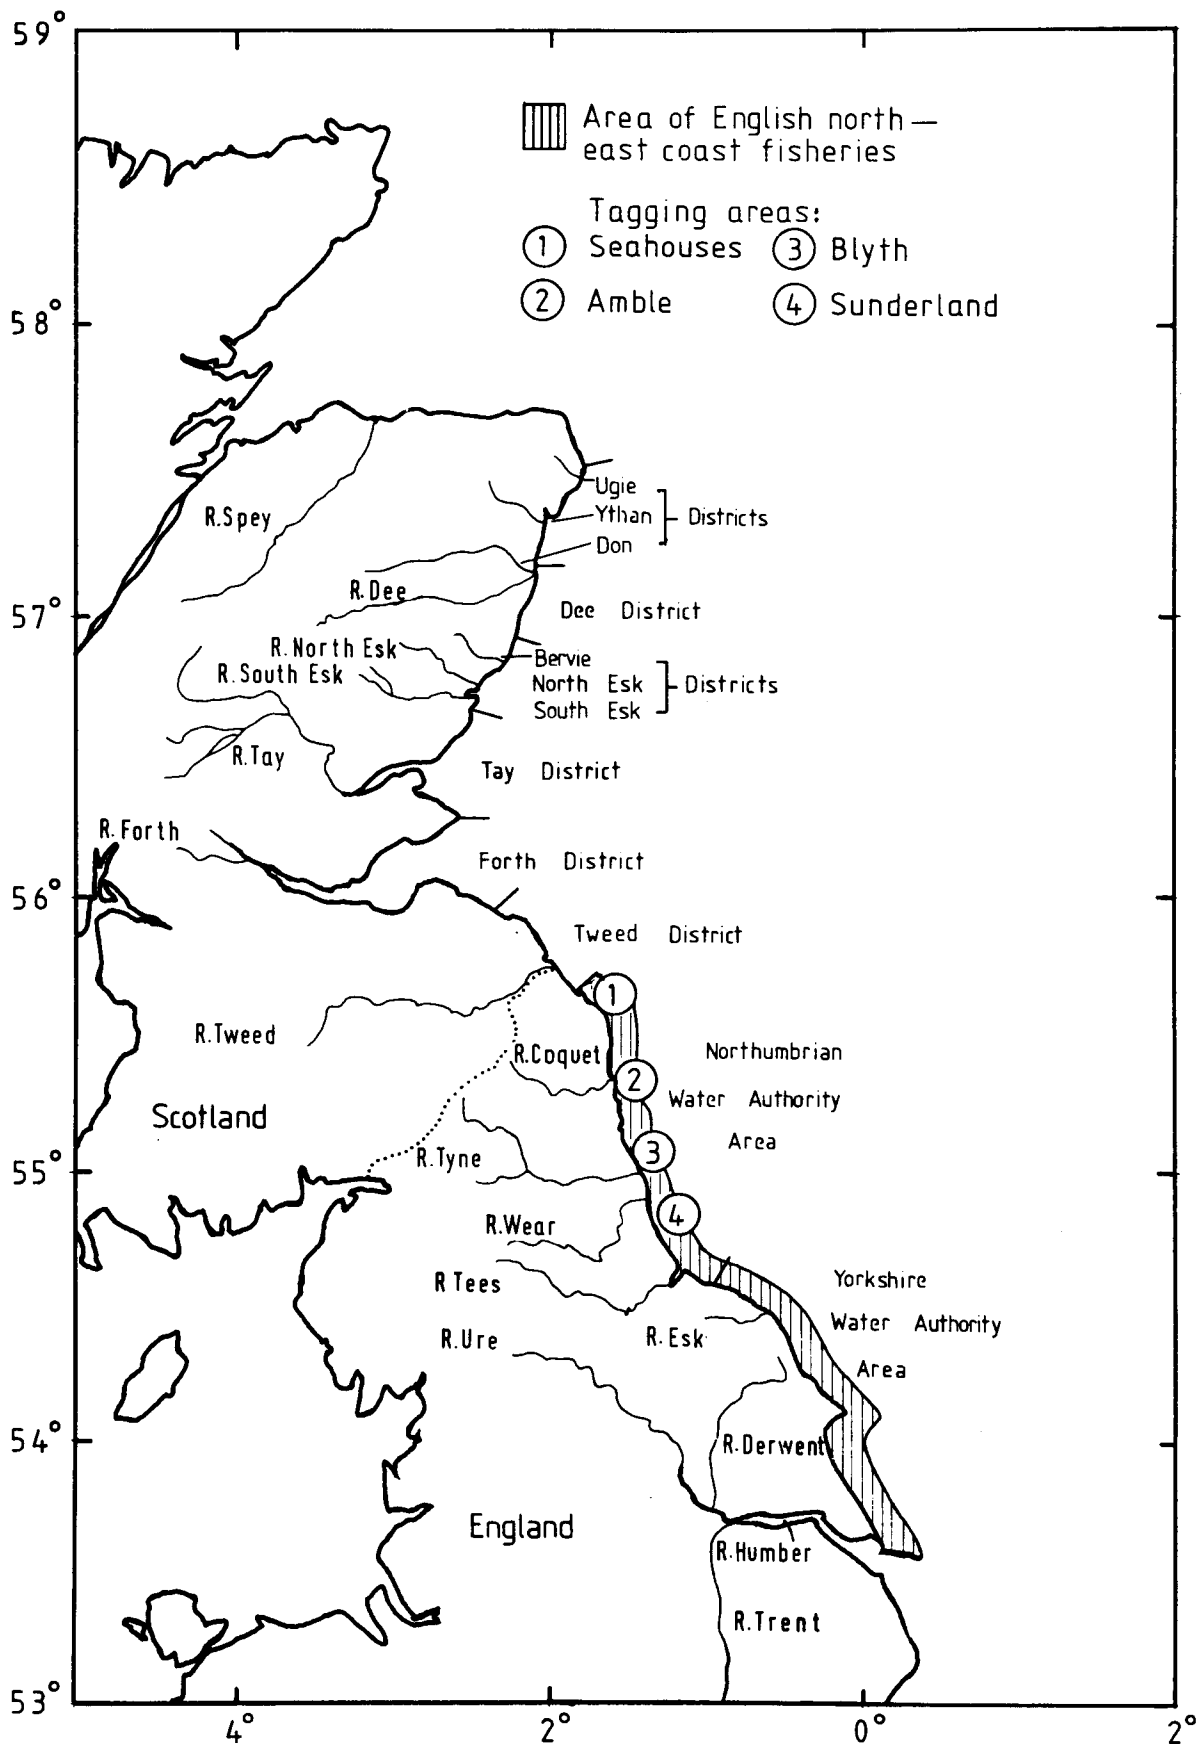 59°
Area of English north —
east coast fisheries
Tagging areas:
1 Seahouses 3 Blyth
2 Amble 4 Sunderland
58°
Ugie
R.Spey
Ythan Districts
Don
R.Dee
57°
Dee District
R.North Esk
Bervie
R.South Esk
North Esk Districts
South Esk
R.Tay
Tay District
R.Forth
Forth District
56°
Tweed District
1
R.Tweed
R.Coquet
Northumbrian
2
Water Authority
Scotland
Area
3
55°
R.Tyne
4
R.Wear
R Tees
Yorkshire
R.Ure
R.Esk
Water Authority
Area
54°
R.Derwent
England
R.Humber
R.Trent
53°
4° 2° 0° 2°